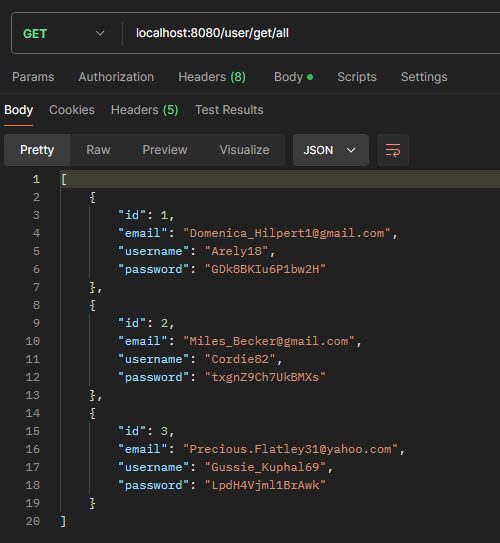 GET localhost:8080/user/get/all
Params Authorization Headers (8) Body Scripts Settings
Body Cookies Headers (5) Test Results
Pretty Raw Preview Visualize JSON
1 [
2 {
3 "id": 1,
4 "email": "Domenica_Hilpert1@gmail.com",
5 "username": "Arely18",
6 "password": "GDk8BKIu6P1bw2H"
7 },
8 {
9 "id": 2,
10 "email": "Miles_Becker@gmail.com",
11 "username": "Cordie82",
12 "password": "txgnZ9Ch7UkBMXs"
13 },
14 {
15 "id": 3,
16 "email": "Precious.Flatley31@yahoo.com",
17 "username": "Gussie_Kuphal69",
18 "password": "LpdH4Vjml1BrAwk"
19 }
20 ]